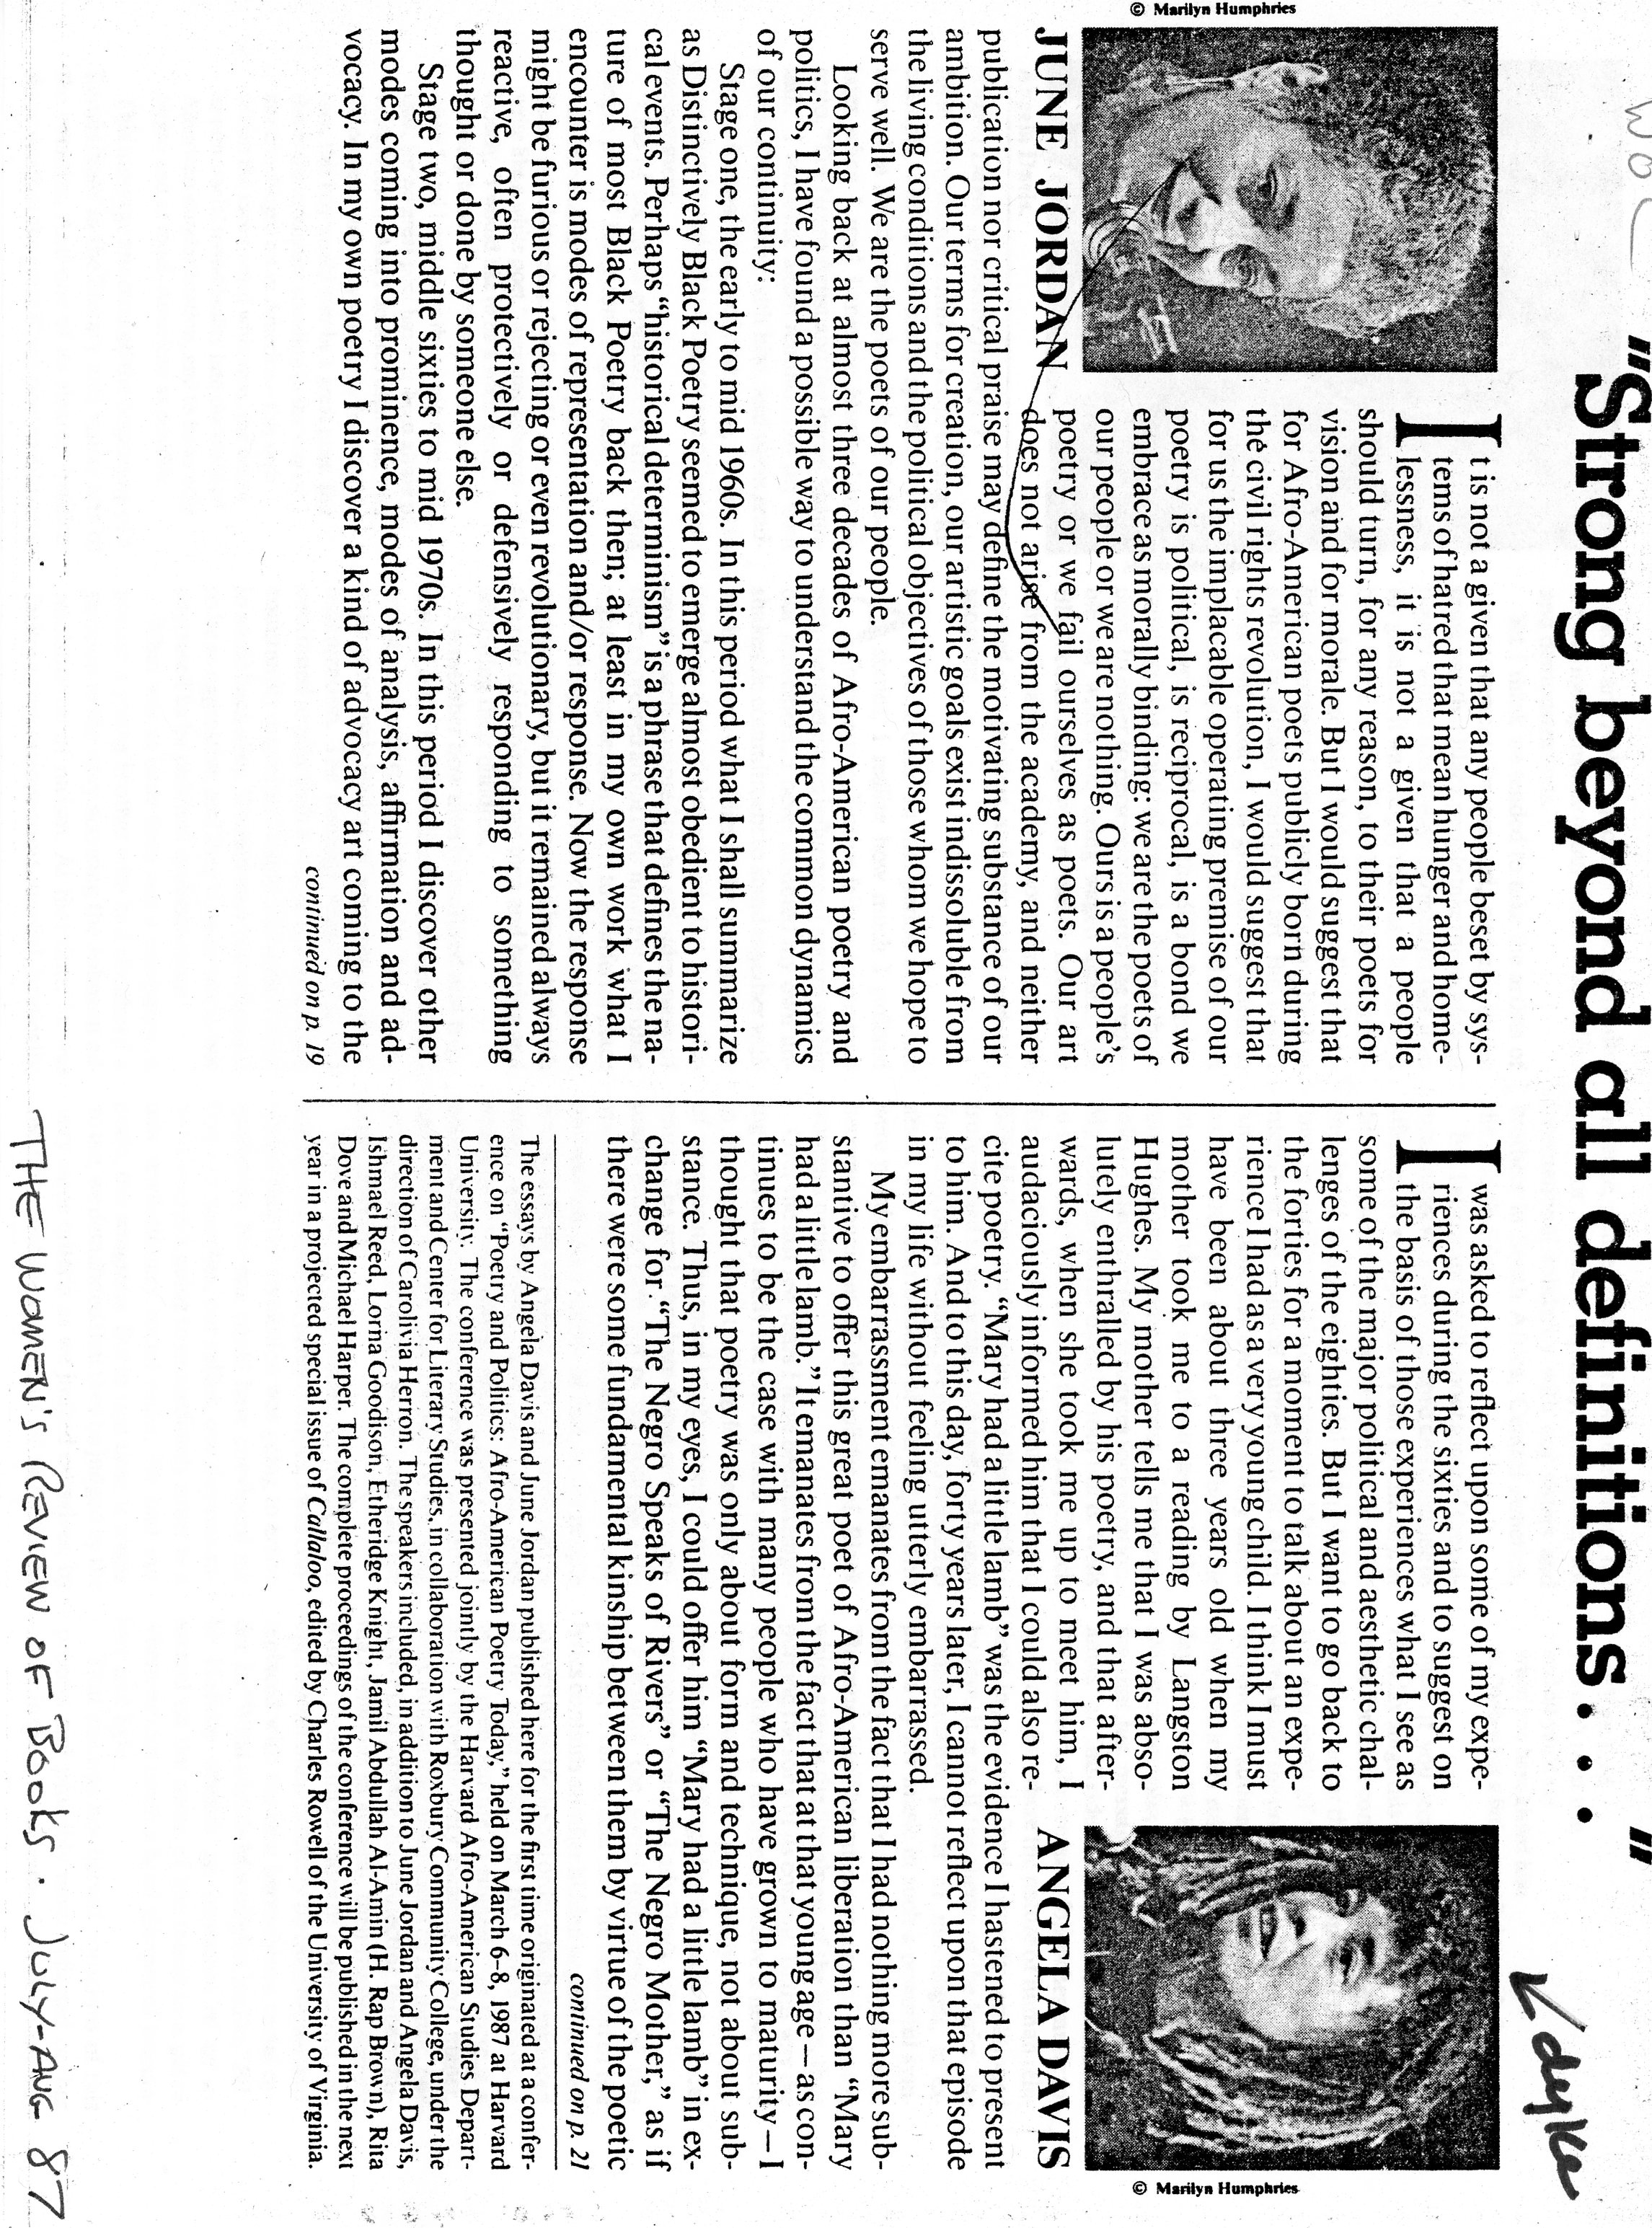 WOC
"Strong beyond all definitions. . ."
dyke
© Marilyn Humphries
JUNE JORDAN
It is not a given that any people beset by sys-
tems of hatred that mean hunger and home-
lessness, it is not a given that a people
should turn, for any reason, to their poets for
vision and for morale. But I would suggest that
for Afro-American poets publicly born during
the civil rights revolution, I would suggest that
for us the implacable operating premise of our
poetry is political, is reciprocal, is a bond we
embrace as morally binding: we are the poets of
our people or we are nothing. Ours is a people's
poetry or we fail ourselves as poets. Our art
does not arise from the academy, and neither
publication nor critical praise may define the motivating substance of our
ambition. Our terms for creation, our artistic goals exist indissoluble from
the living conditions and the political objectives of those whom we hope to
serve well. We are the poets of our people.
Looking back at almost three decades of Afro-American poetry and
politics, I have found a possible way to understand the common dynamics
of our continuity:
Stage one, the early to mid 1960s. In this period what I shall summarize
as Distinctively Black Poetry seemed to emerge almost obedient to histori-
cal events. Perhaps "historical determinism" is a phrase that defines the na-
ture of most Black Poetry back then; at least in my own work what I
encounter is modes of representation and/or response. Now the response
might be furious or rejecting or even revolutionary, but it remained always
reactive, often protectively or defensively responding to something
thought or done by someone else.
Stage two, middle sixties to mid 1970s. In this period I discover other
modes coming into prominence, modes of analysis, affirmation and ad-
vocacy. In my own poetry I discover a kind of advocacy art coming to the
continued on p. 19
I was asked to reflect upon some of my expe-
riences during the sixties and to suggest on
the basis of those experiences what I see as
some of the major political and aesthetic chal-
lenges of the eighties. But I want to go back to
the forties for a moment to talk about an expe-
rience I had as a very young child. I think I must
have been about three years old when my
mother took me to a reading by Langston
Hughes. My mother tells me that I was abso-
lutely enthralled by his poetry, and that after-
wards, when she took me up to meet him, I
audaciously informed him that I could also re-
cite poetry. "Mary had a little lamb" was the evidence I hastened to present
to him. And to this day, forty years later, I cannot reflect upon that episode
in my life without feeling utterly embarrassed.
My embarrassment emanates from the fact that I had nothing more sub-
stantive to offer this great poet of Afro-American liberation than "Mary
had a little lamb." It emanates from the fact that at that young age — as con-
tinues to be the case with many people who have grown to maturity — I
thought that poetry was only about form and technique, not about sub-
stance. Thus, in my eyes, I could offer him "Mary had a little lamb" in ex-
change for "The Negro Speaks of Rivers" or "The Negro Mother," as if
there were some fundamental kinship between them by virtue of the poetic
continued on p. 21
© Marilyn Humphries
ANGELA DAVIS
The essays by Angela Davis and June Jordan published here for the first time originated at a confer-
ence on "Poetry and Politics: Afro-American Poetry Today," held on March 6-8, 1987 at Harvard
University. The conference was presented jointly by the Harvard Afro-American Studies Depart-
ment and Center for Literary Studies, in collaboration with Roxbury Community College, under the
direction of Carolivia Herron. The speakers included, in addition to June Jordan and Angela Davis,
Ishmael Reed, Lorna Goodison, Etheridge Knight, Jamil Abdullah Al-Amin (H. Rap Brown), Rita
Dove and Michael Harper. The complete proceedings of the conference will be published in the next
year in a projected special issue of Callaloo, edited by Charles Rowell of the University of Virginia.
THE WOMEN'S REVIEW OF BOOKS. JULY-AUG 87